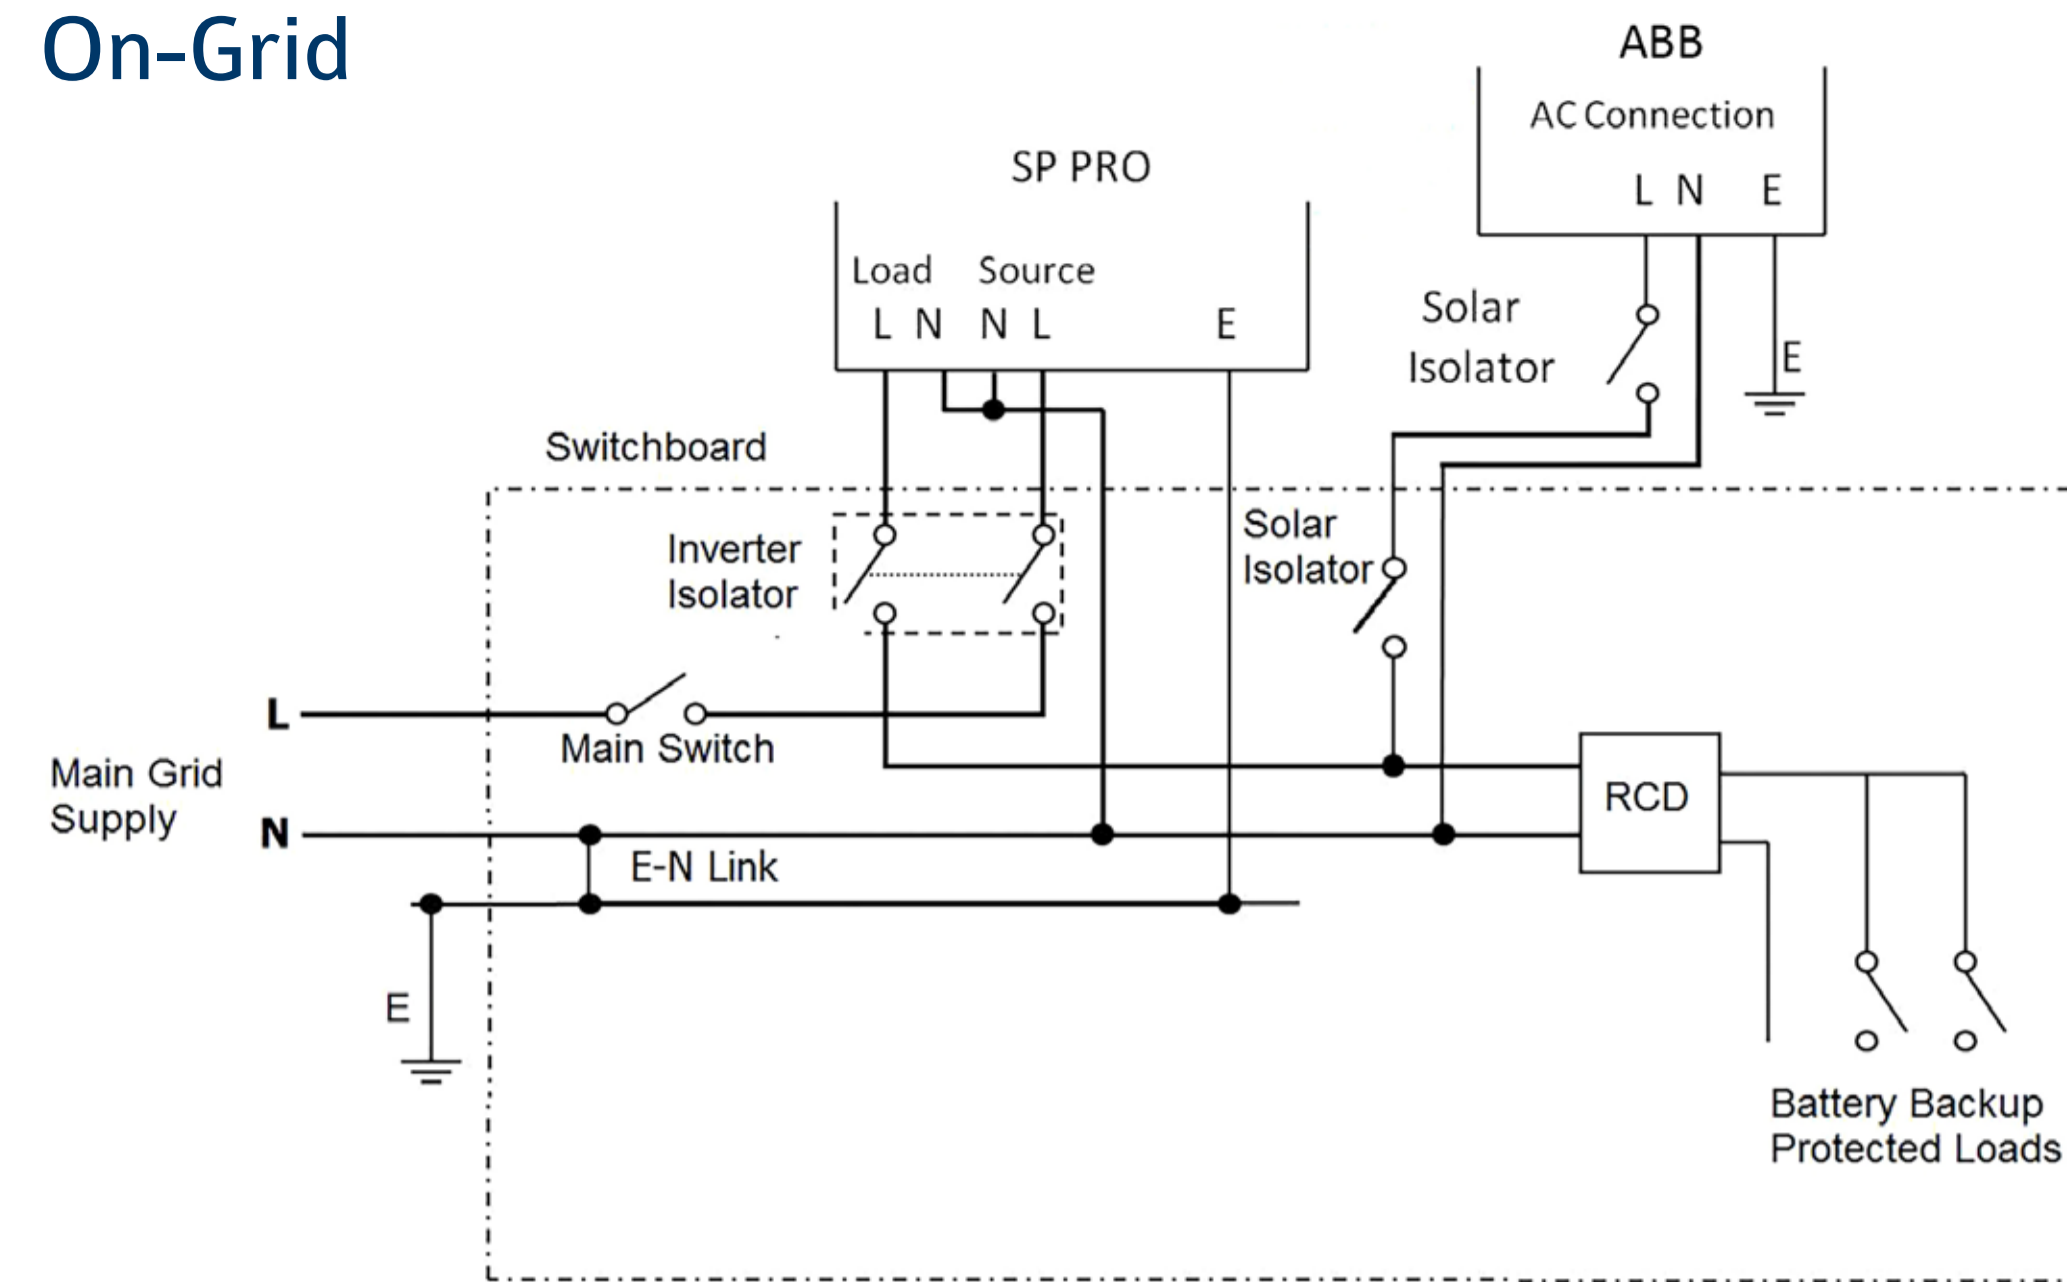 On-Grid
ABB
AC Connection
L N E
SP PRO
Load Source
L N N L E
Solar
Isolator
E
Switchboard
Inverter
Isolator
Solar
Isolator
L
Main Switch
Main Grid
Supply
N
E-N Link
RCD
E
Battery Backup
Protected Loads